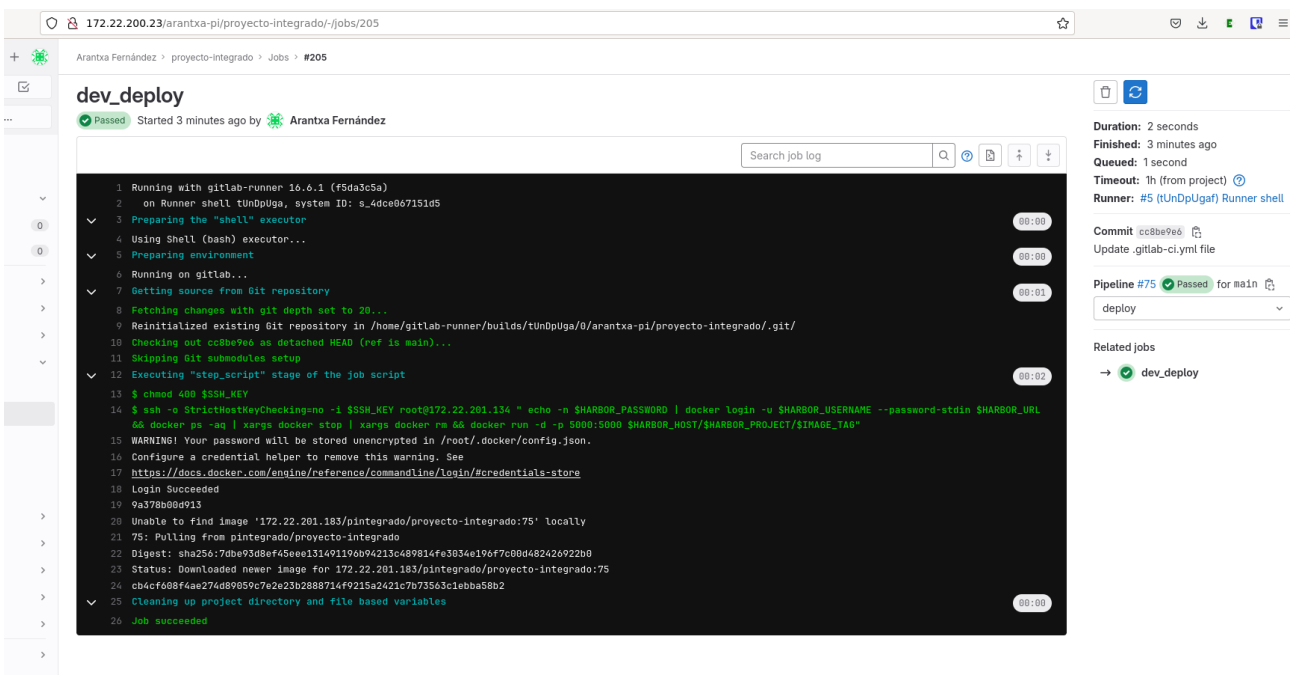 172.22.200.23/arantxa-pi/proyecto-integrado/-/jobs/205
Arantxa Fernández > proyecto-integrado > Jobs > #205
dev_deploy
Passed Started 3 minutes ago by Arantxa Fernández
Search job log
1 Running with gitlab-runner 16.6.1 (f5da3c5a)
2 on Runner shell tUnDpUga, system ID: s_4dce067151d5
3 Preparing the "shell" executor 00:00
4 Using Shell (bash) executor...
5 Preparing environment 00:00
6 Running on gitlab...
7 Getting source from Git repository 00:01
8 Fetching changes with git depth set to 20...
9 Reinitialized existing Git repository in /home/gitlab-runner/builds/tUnDpUga/0/arantxa-pi/proyecto-integrado/.git/
10 Checking out cc8be9e6 as detached HEAD (ref is main)...
11 Skipping Git submodules setup
12 Executing "step_script" stage of the job script 00:02
13 $ chmod 400 $SSH_KEY
14 $ ssh -o StrictHostKeyChecking=no -i $SSH_KEY root@172.22.201.134 " echo -n $HARBOR_PASSWORD | docker login -u $HARBOR_USERNAME --password-stdin $HARBOR_URL
&& docker ps -aq | xargs docker stop | xargs docker rm && docker run -d -p 5000:5000 $HARBOR_HOST/$HARBOR_PROJECT/$IMAGE_TAG"
15 WARNING! Your password will be stored unencrypted in /root/.docker/config.json.
16 Configure a credential helper to remove this warning. See
17 https://docs.docker.com/engine/reference/commandline/login/#credentials-store
18 Login Succeeded
19 9a378b00d913
20 Unable to find image '172.22.201.183/pintegrado/proyecto-integrado:75' locally
21 75: Pulling from pintegrado/proyecto-integrado
22 Digest: sha256:7dbe93d8ef45eee131491196b94213c489814fe3034e196f7c00d482426922b0
23 Status: Downloaded newer image for 172.22.201.183/pintegrado/proyecto-integrado:75
24 cb4cf608f4ae274d89059c7e2e23b2888714f9215a2421c7b73563c1ebba58b2
25 Cleaning up project directory and file based variables 00:00
26 Job succeeded
Duration: 2 seconds
Finished: 3 minutes ago
Queued: 1 second
Timeout: 1h (from project)
Runner: #5 (tUnDpUgaf) Runner shell
Commit cc8be9e6
Update .gitlab-ci.yml file
Pipeline #75 Passed for main
deploy
Related jobs
→ dev_deploy
...
0
0